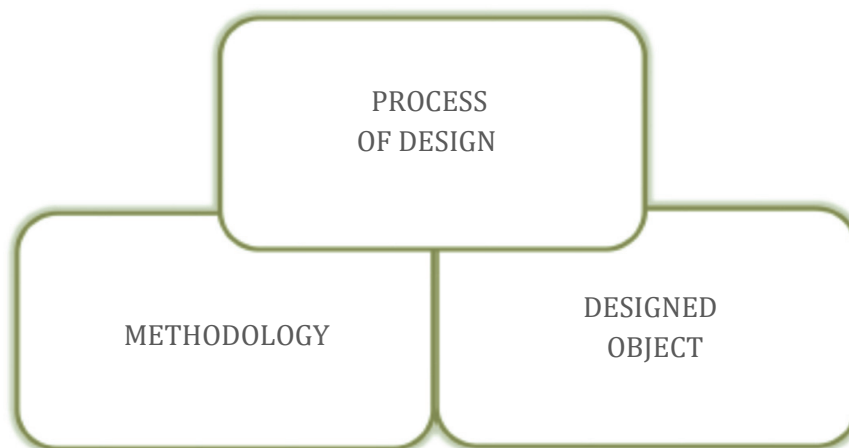 PROCESS
OF DESIGN
METHODOLOGY
DESIGNED
OBJECT